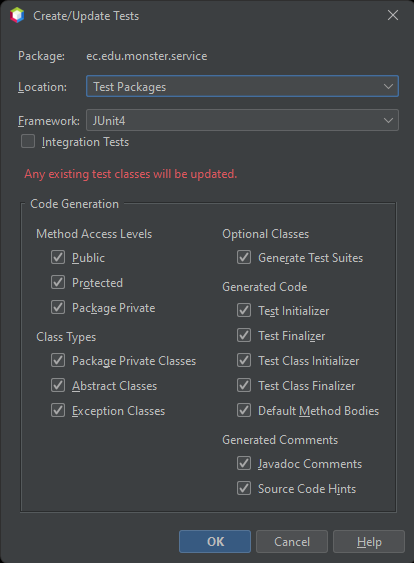 Create/Update Tests
Package: ec.edu.monster.service
Location: Test Packages
Framework: JUnit4
Integration Tests
Any existing test classes will be updated.
Code Generation
Method Access Levels
Public
Protected
Package Private
Class Types
Package Private Classes
Abstract Classes
Exception Classes
Optional Classes
Generate Test Suites
Generated Code
Test Initializer
Test Finalizer
Test Class Initializer
Test Class Finalizer
Default Method Bodies
Generated Comments
Javadoc Comments
Source Code Hints
OK Cancel Help